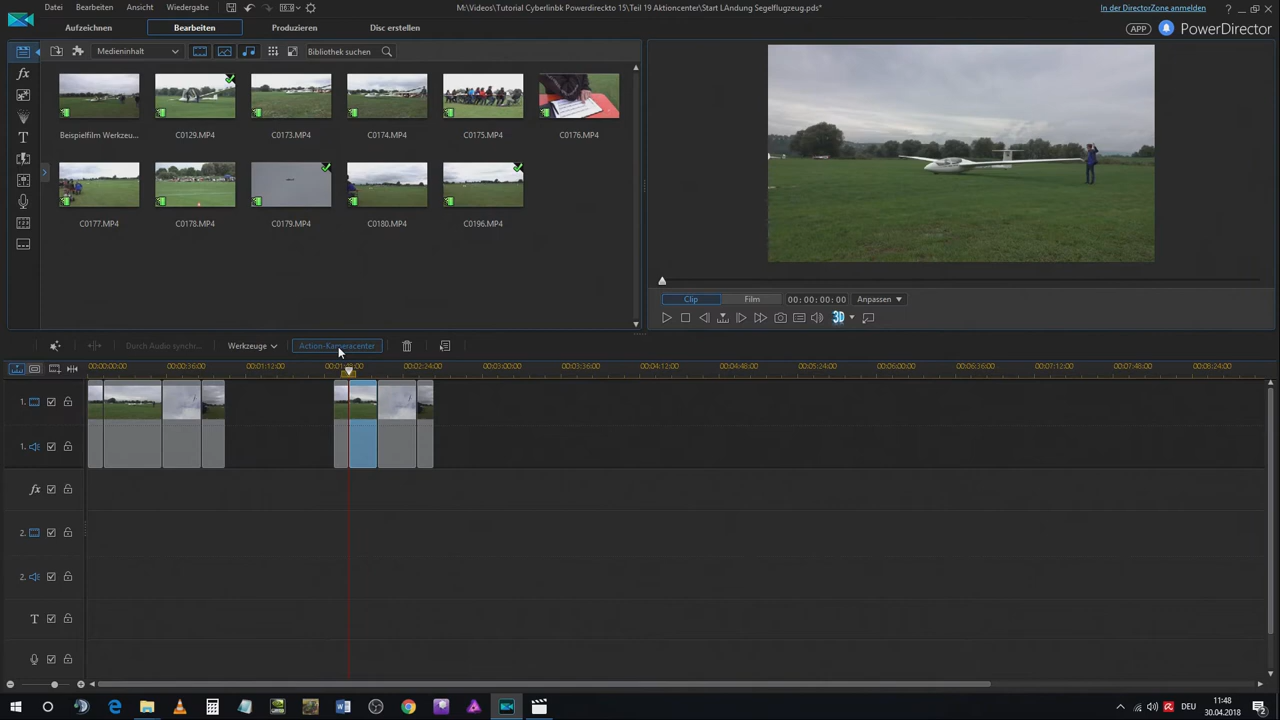 Datei Bearbeiten Ansicht Wiedergabe
M:\Videos\Tutorial Cyberlinbk Powerdireckto 15\Teil 19 Aktioncenter\Start LAndung Segelflugzeug.pds*
In der DirectorZone anmelden
Aufzeichnen Bearbeiten Produzieren Disc erstellen
APP PowerDirector
Medieninhalt Bibliothek suchen
Beispielfilm Werkzeu... C0129.MP4 C0173.MP4 C0174.MP4 C0175.MP4 C0176.MP4
C0177.MP4 C0178.MP4 C0179.MP4 C0180.MP4 C0196.MP4
Clip Film 00:00:00:00 Anpassen
3D
Durch Audio synchr... Werkzeuge Action-Kameracenter
00:00:00:00 00:00:36:00 00:01:12:00 00:02:24:00 00:03:00:00 00:03:36:00 00:04:12:00 00:04:48:00 00:05:24:00 00:06:00:00 00:06:36:00 00:07:12:00 00:07:48:00 00:08:24:00
1.
1.
fx
2.
2.
T
DEU 11:48
30.04.2018 2